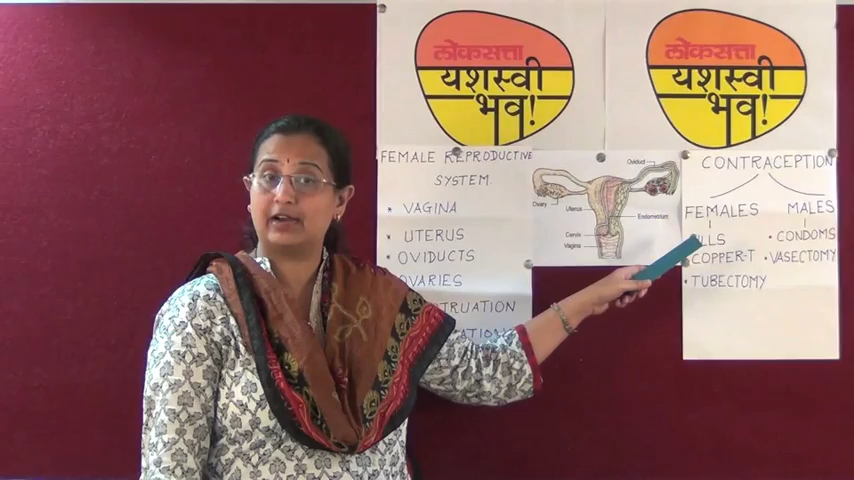 लोकसत्ता
यशस्वी
भव!
लोकसत्ता
यशस्वी
भव!
FEMALE REPRODUCTIVE
SYSTEM
* VAGINA
* UTERUS
* OVIDUCTS
OVARIES
Oviduct
Ovary
Uterus
Endometrium
Cervix
Vagina
CONTRACEPTION
FEMALES MALES
• CONDOMS
COPPER-T • VASECTOMY
• TUBECTOMY